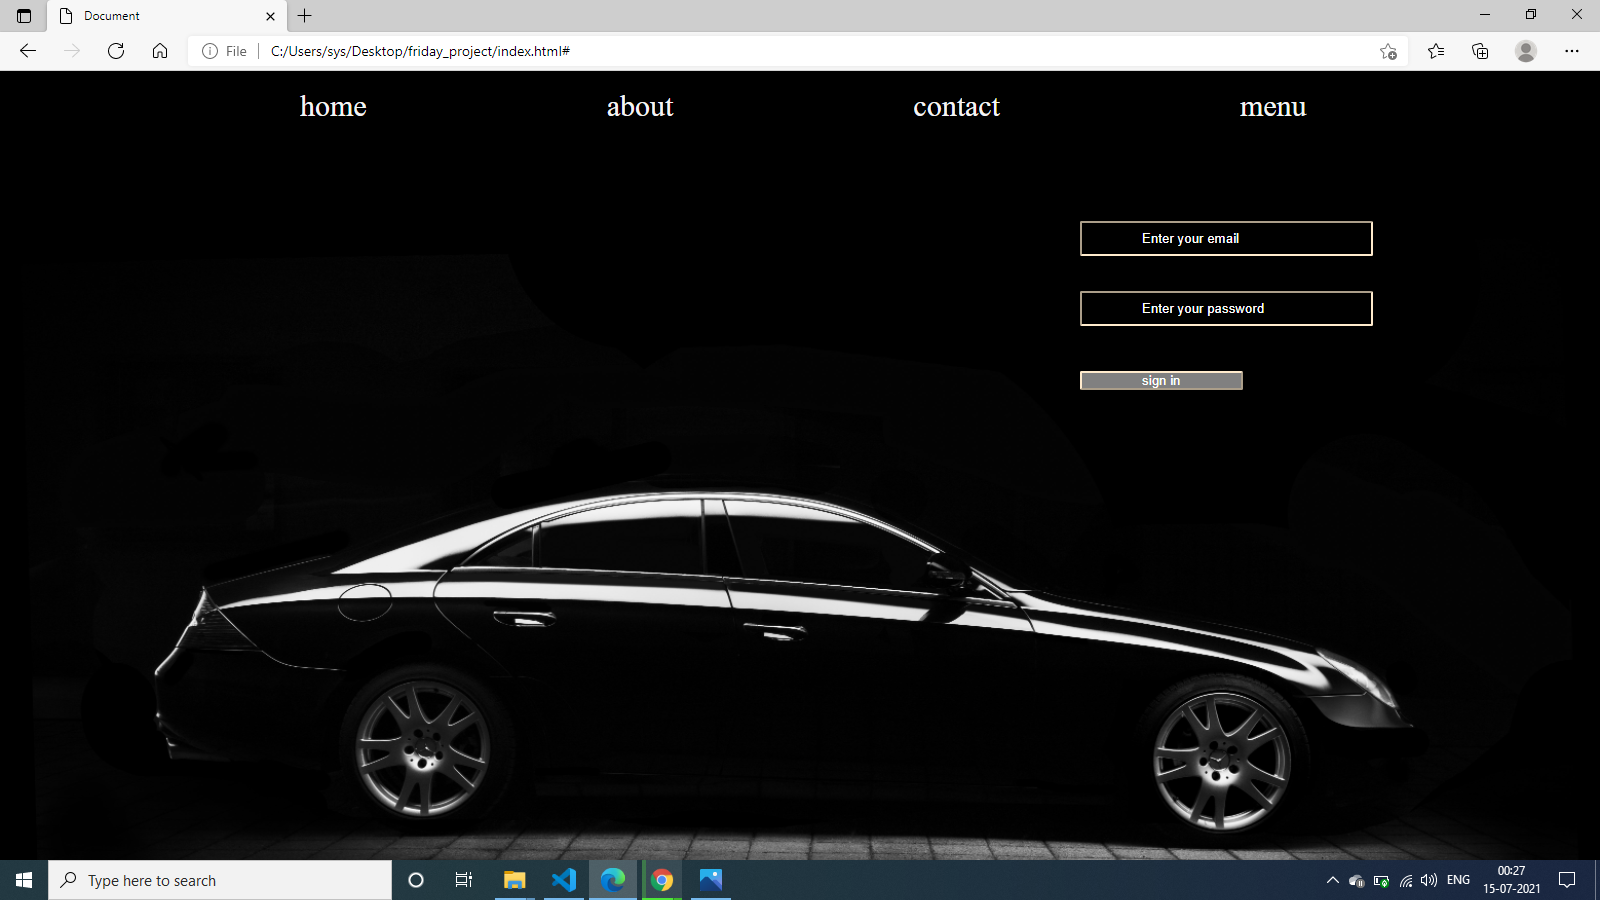 Document
File
C:/Users/sys/Desktop/friday_project/index.html#
home about contact menu
Enter your email
Enter your password
sign in
Type here to search
ENG
00:27
15-07-2021